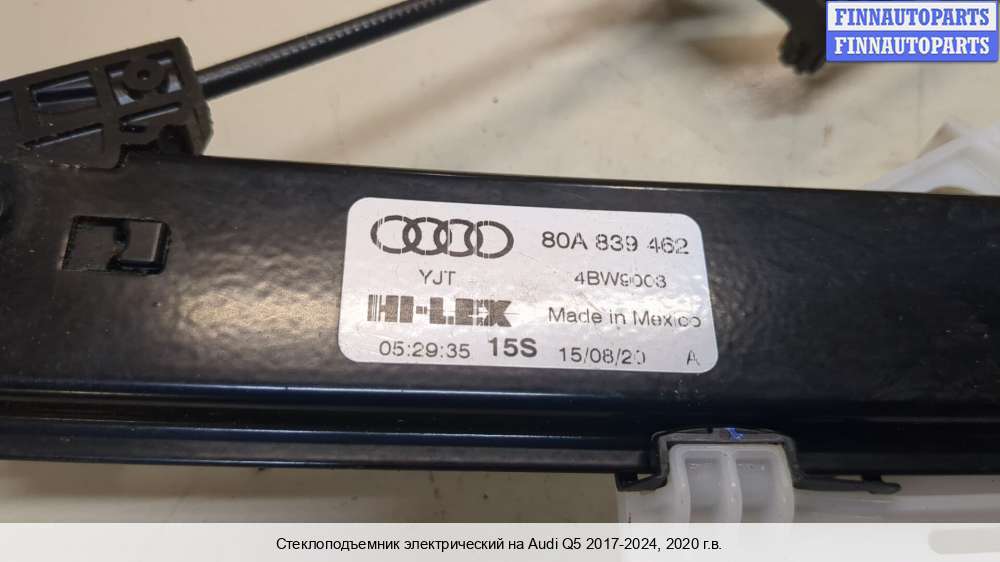 FINNAUTOPARTS
FINNAUTOPARTS
80A 839 462
YJT 4BW9003
HI-LEX Made in Mexico
05:29:35 15S 15/08/20 A
Стеклоподъемник электрический на Audi Q5 2017-2024, 2020 г.в.